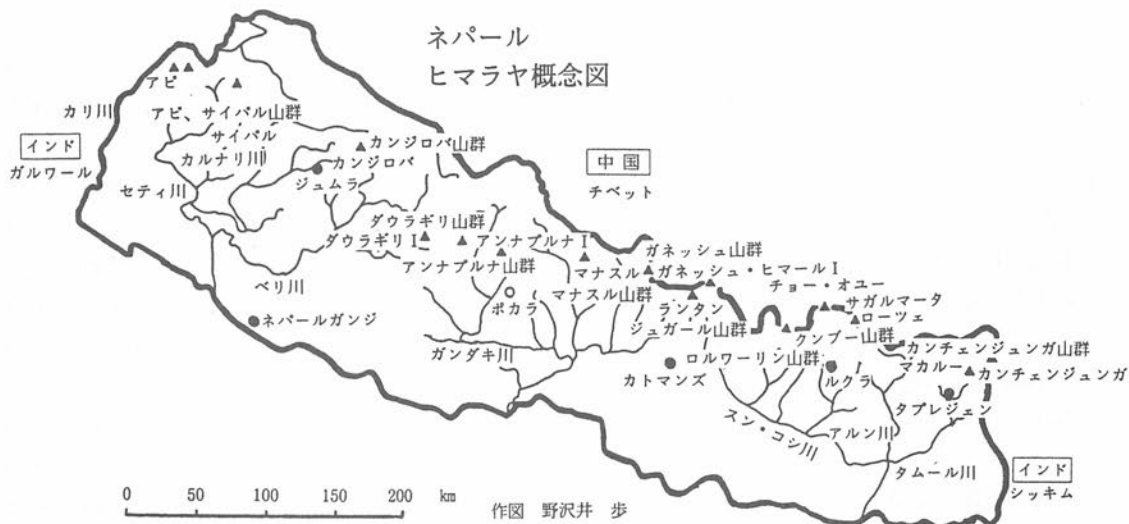 ネパール
ヒマラヤ概念図
アピ
カリ川
アピ、サイパル山群
サイパル
インド
ガルワール
カルナリ川
カンジロバ山群
カンジロバ
ジュムラ
セティ川
中国
チベット
ダウラギリ山群
ダウラギリⅠ
アンナプルナⅠ
アンナプルナ山群
ガネッシュ山群
マナスル
ガネッシュ・ヒマールⅠ
チョー・オユー
ベリ川
ポカラ
マナスル山群
ランタン
サガルマータ
ローツェ
ネパールガンジ
ジュガール山群
クンブー山群
ガンダキ川
ロルワーリン山群
カンチェンジュンガ山群
カトマンズ
ルクラ
マカルー
カンチェンジュンガ
タプレジェン
スン・コシ川
アルン川
タムール川
インド
シッキム
0 50 100 150 200 km
作図 野沢井 歩